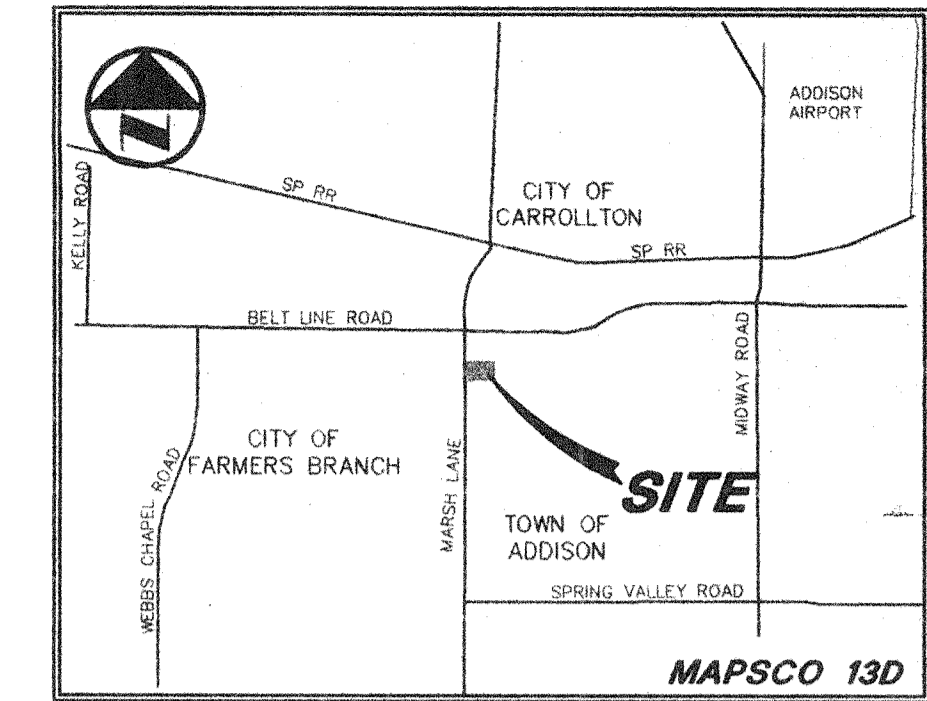 ADDISON
AIRPORT
N
KELLY ROAD
SP RR
CITY OF
CARROLLTON
SP RR
BELT LINE ROAD
MIDWAY ROAD
CITY OF
FARMERS BRANCH
WEBBS CHAPEL ROAD
MARSH LANE
SITE
TOWN OF
ADDISON
SPRING VALLEY ROAD
MAPSCO 13D